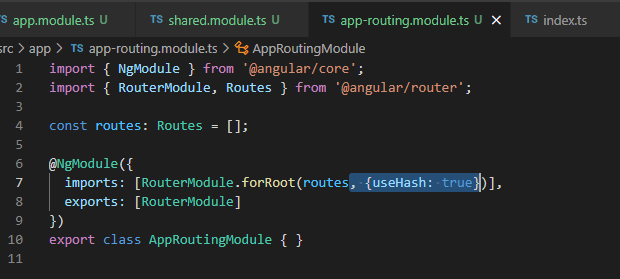 app.module.ts U TS shared.module.ts U TS app-routing.module.ts U × TS index.ts
src > app > TS app-routing.module.ts > AppRoutingModule
1 import { NgModule } from '@angular/core';
2 import { RouterModule, Routes } from '@angular/router';
3
4 const routes: Routes = [];
5
6 @NgModule({
7 imports: [RouterModule.forRoot(routes, {useHash: true})],
8 exports: [RouterModule]
9 })
10 export class AppRoutingModule { }
11